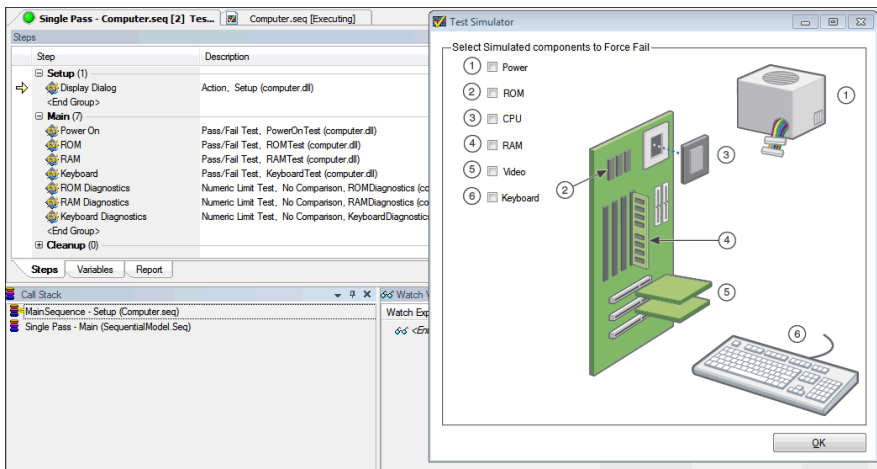 Single Pass - Computer.seq [2] Tes...
Computer.seq [Executing]
Steps
Step Description
Setup (1)
Display Dialog Action, Setup (computer.dll)
<End Group>
Main (7)
Power On Pass/Fail Test, PowerOnTest (computer.dll)
ROM Pass/Fail Test, ROMTest (computer.dll)
RAM Pass/Fail Test, RAMTest (computer.dll)
Keyboard Pass/Fail Test, KeyboardTest (computer.dll)
ROM Diagnostics Numeric Limit Test, No Comparison, ROMDiagnostics (co
RAM Diagnostics Numeric Limit Test, No Comparison, RAMDiagnostics (co
Keyboard Diagnostics Numeric Limit Test, No Comparison, KeyboardDiagnostics
<End Group>
Cleanup (0)
Steps Variables Report
Call Stack
MainSequence - Setup (Computer.seq)
Single Pass - Main (SequentialModel.Seq)
Watch
Watch Exp
Test Simulator
Select Simulated components to Force Fail
1 Power
2 ROM
3 CPU
4 RAM
5 Video
6 Keyboard
1
2
3
4
5
6
OK